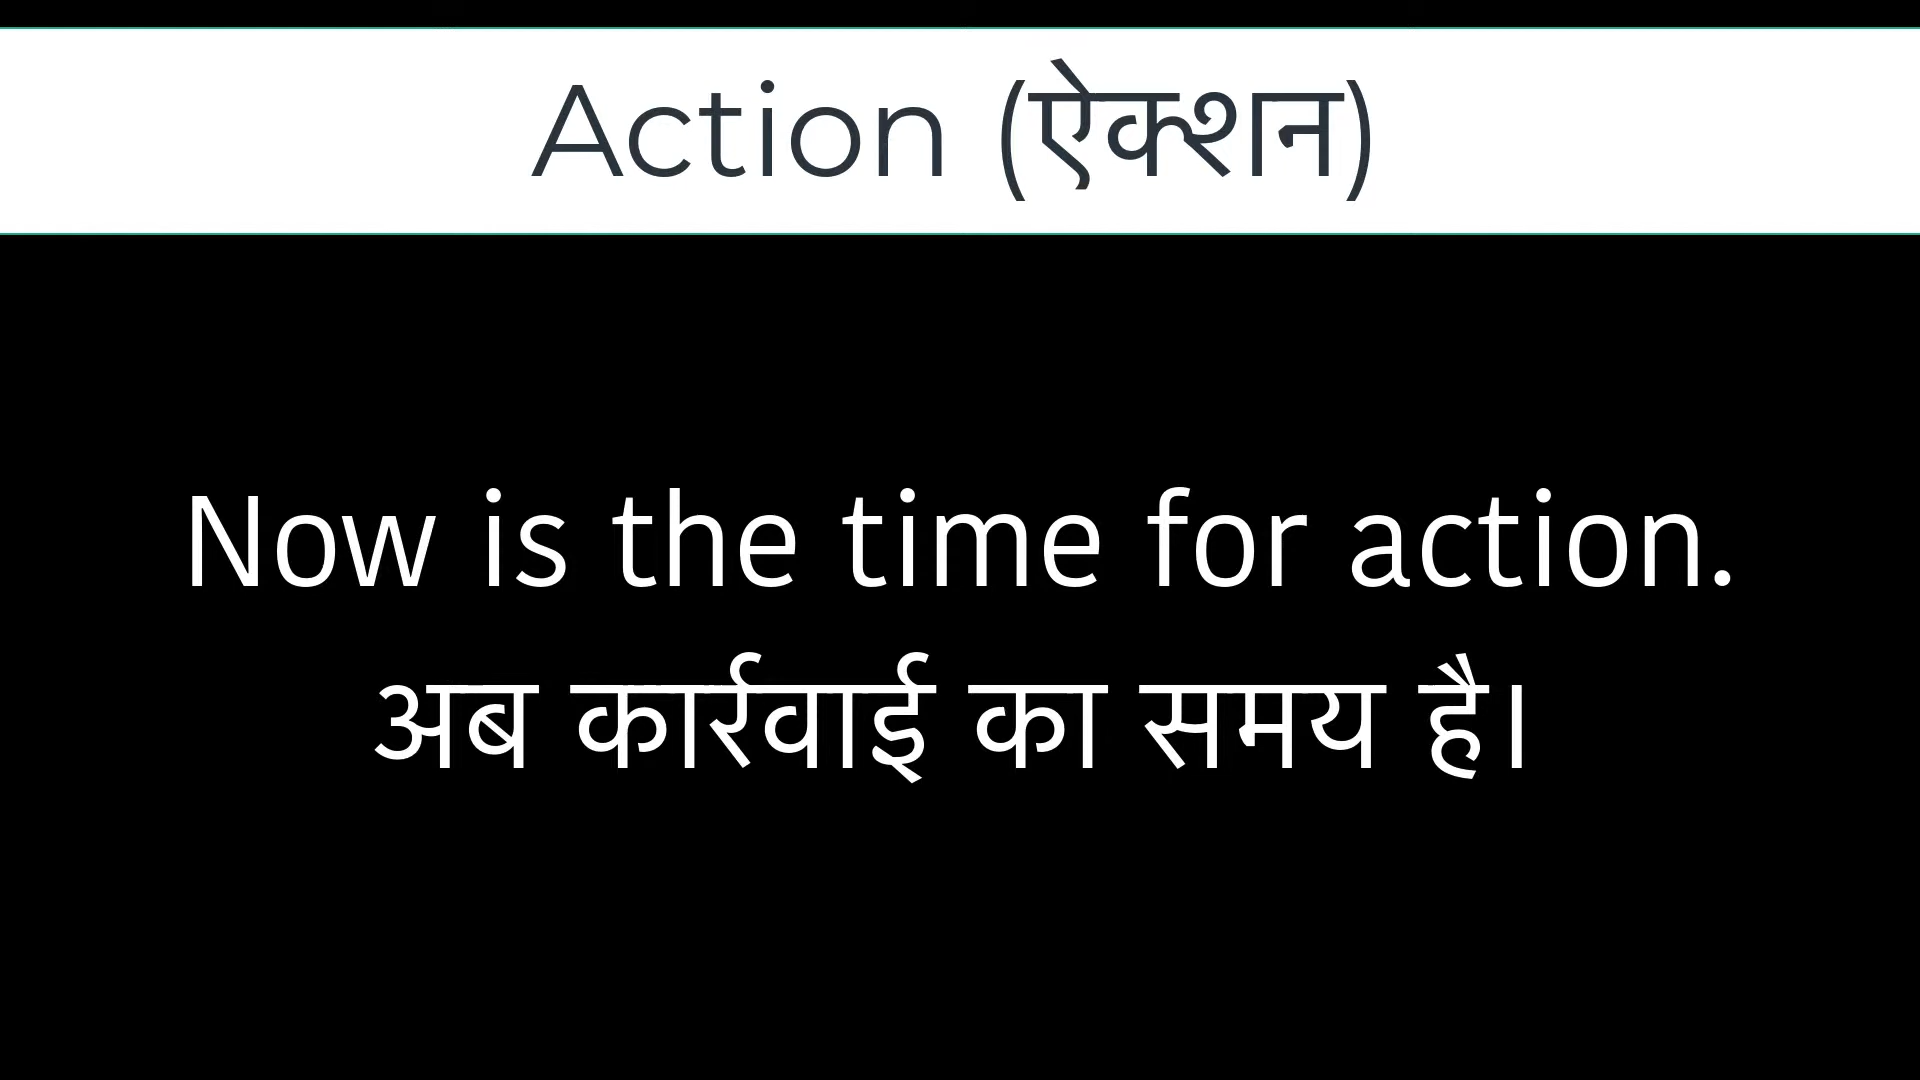 Action (ऐक्शन)
Now is the time for action.
अब कार्रवाई का समय है।